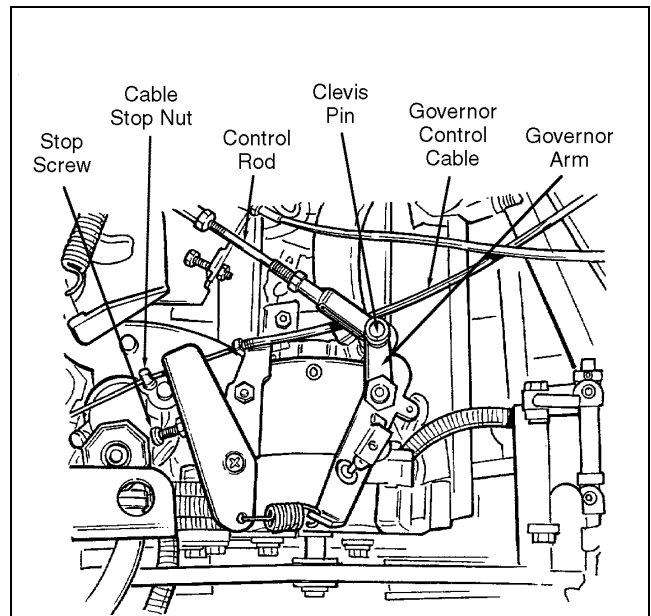 Cable
Stop Nut
Clevis
Pin
Governor
Control
Cable
Stop
Screw
Control
Rod
Governor
Arm